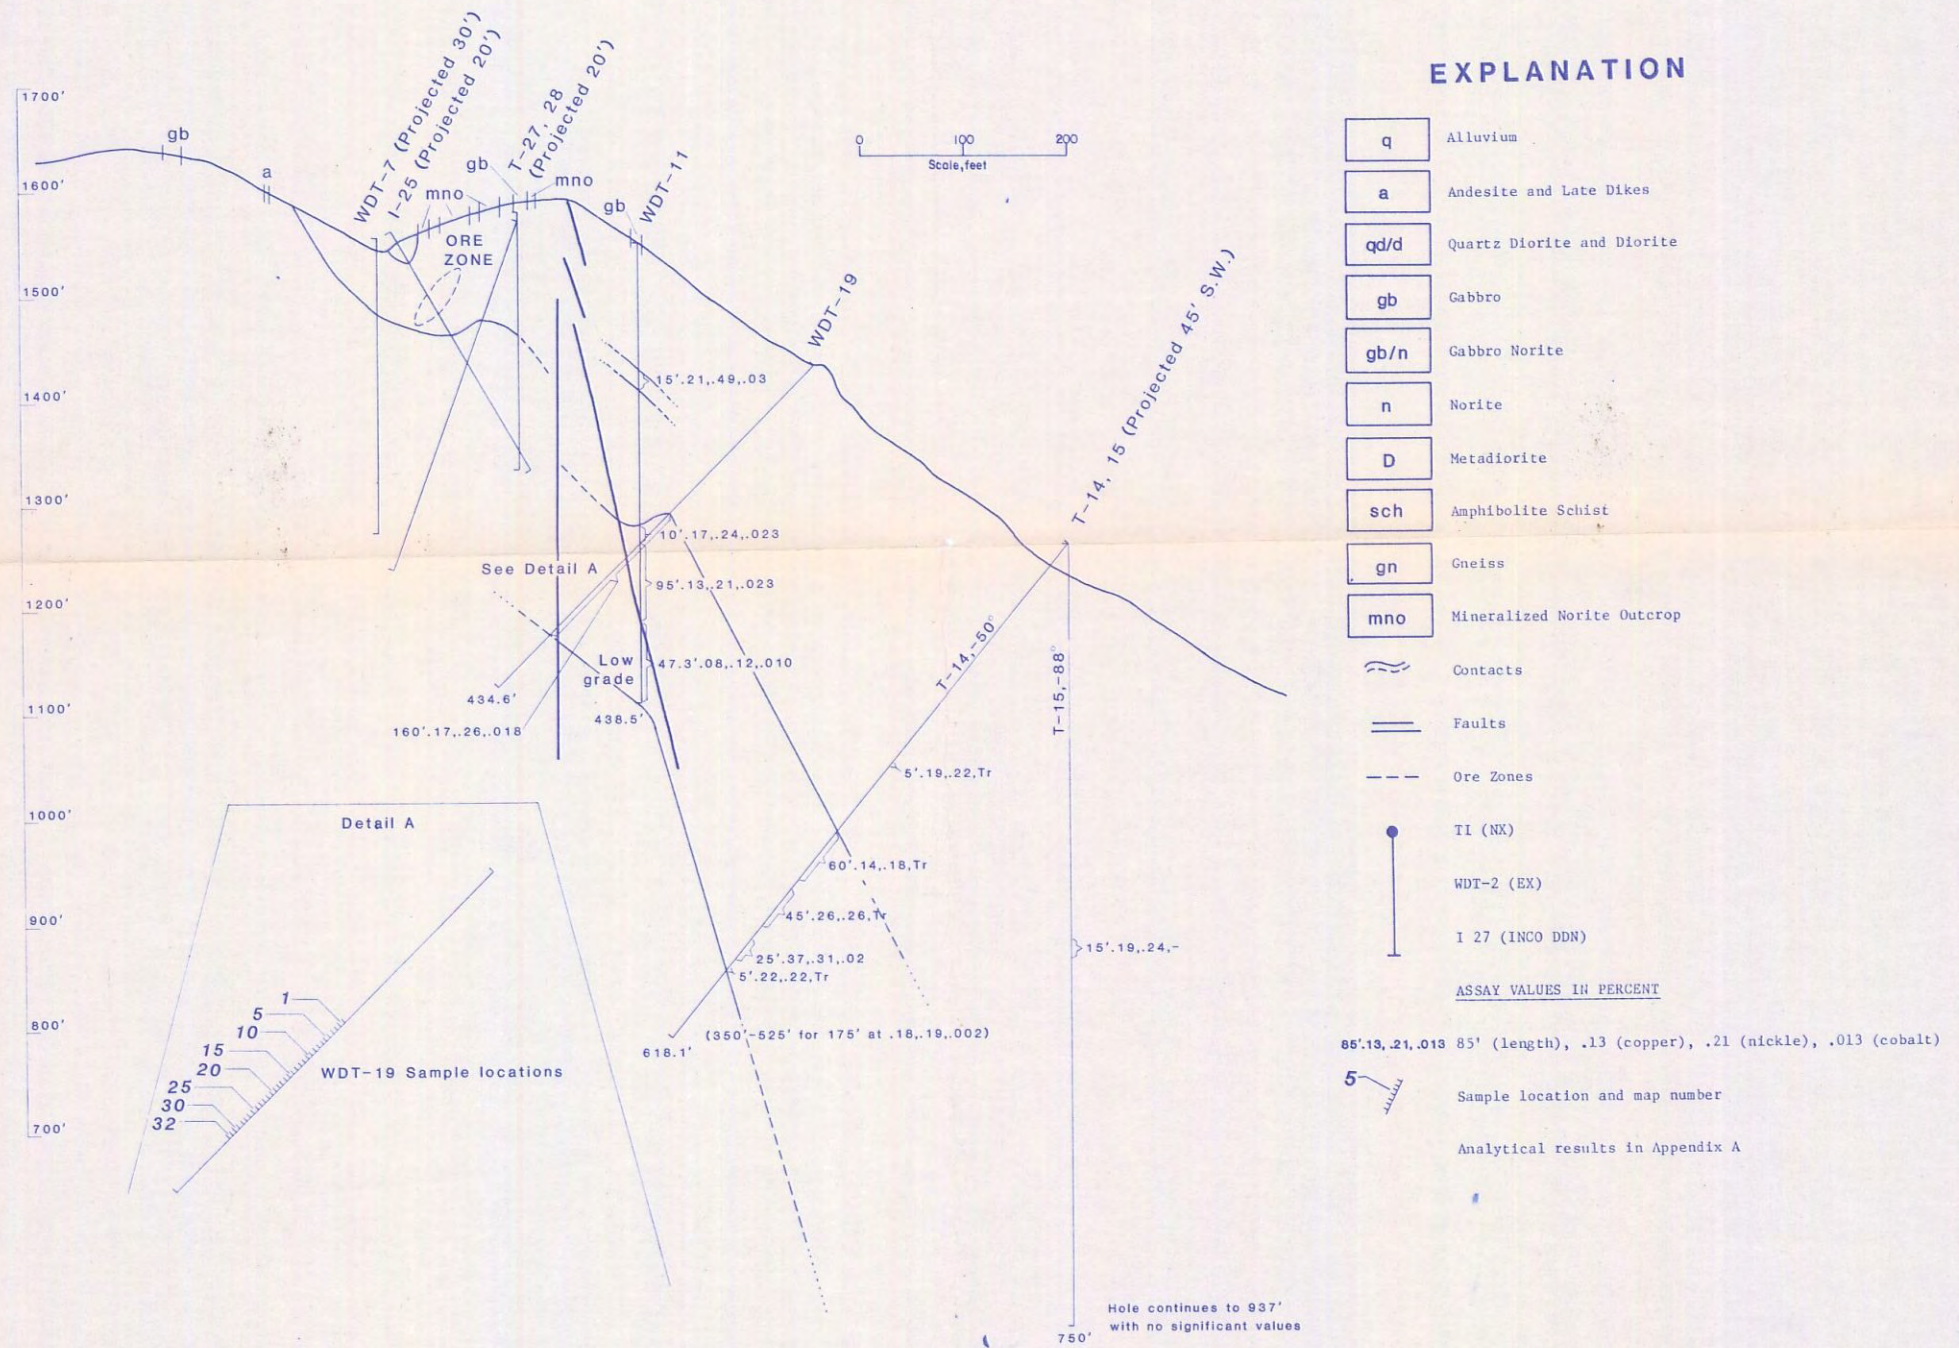 EXPLANATION
1700'
1600'
1500'
1400'
1300'
1200'
1100'
1000'
900'
800'
700'
gb
a
WDT-7 (Projected 30')
I-25 (Projected 20')
mno
gb
T-27, 28
(Projected 20')
mno
gb
WDT-11
ORE
ZONE
0 100 200
Scale, feet
WDT-19
T-14, 15 (Projected 45' S.W.)
15'.21,.49,.03
10'.17,.24,.023
See Detail A
95'.13,.21,.023
Low
grade
47.3'.08,.12,.010
434.6'
438.5'
160'.17,.26,.018
T-14,-50°
T-15,-88°
5'.19,.22,Tr
60'.14,.18,Tr
45'.26,.26,Tr
25'.37,.31,.02
5'.22,.22,Tr
15'.19,.24,-
(350'-525' for 175' at .18,.19,.002)
618.1'
Detail A
1
5
10
15
20
25
30
32
WDT-19 Sample locations
Hole continues to 937'
with no significant values
750'
q Alluvium
a Andesite and Late Dikes
qd/d Quartz Diorite and Diorite
gb Gabbro
gb/n Gabbro Norite
n Norite
D Metadiorite
sch Amphibolite Schist
gn Gneiss
mno Mineralized Norite Outcrop
Contacts
Faults
Ore Zones
TI (NX)
WDT-2 (EX)
I 27 (INCO DDN)
ASSAY VALUES IN PERCENT
85'.13,.21,.013 85' (length), .13 (copper), .21 (nickle), .013 (cobalt)
5 Sample location and map number
Analytical results in Appendix A